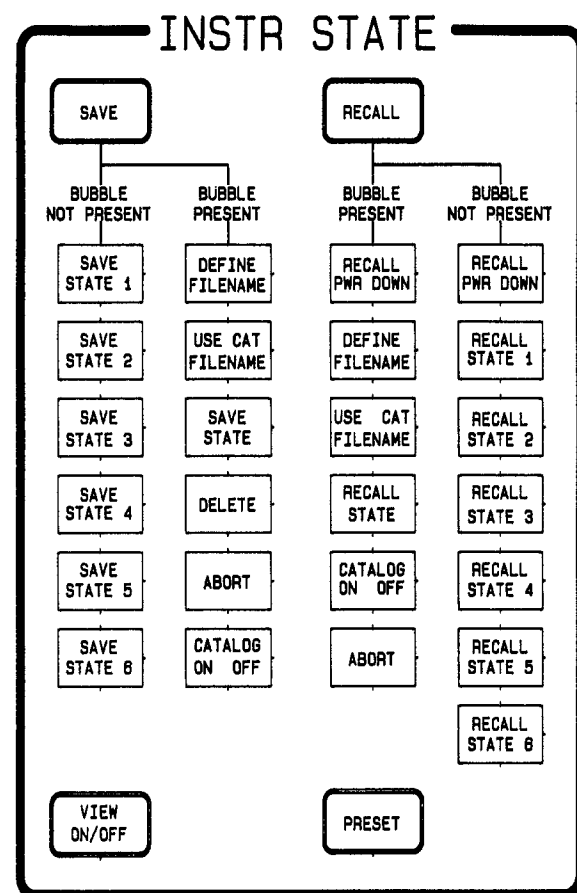 INSTR STATE
SAVE
RECALL
BUBBLE
NOT PRESENT
BUBBLE
PRESENT
BUBBLE
PRESENT
BUBBLE
NOT PRESENT
SAVE
STATE 1
DEFINE
FILENAME
RECALL
PWR DOWN
RECALL
PWR DOWN
SAVE
STATE 2
USE CAT
FILENAME
DEFINE
FILENAME
RECALL
STATE 1
SAVE
STATE 3
SAVE
STATE
USE CAT
FILENAME
RECALL
STATE 2
SAVE
STATE 4
DELETE
RECALL
STATE
RECALL
STATE 3
SAVE
STATE 5
ABORT
CATALOG
ON OFF
RECALL
STATE 4
SAVE
STATE 6
CATALOG
ON OFF
ABORT
RECALL
STATE 5
RECALL
STATE 6
VIEW
ON/OFF
PRESET